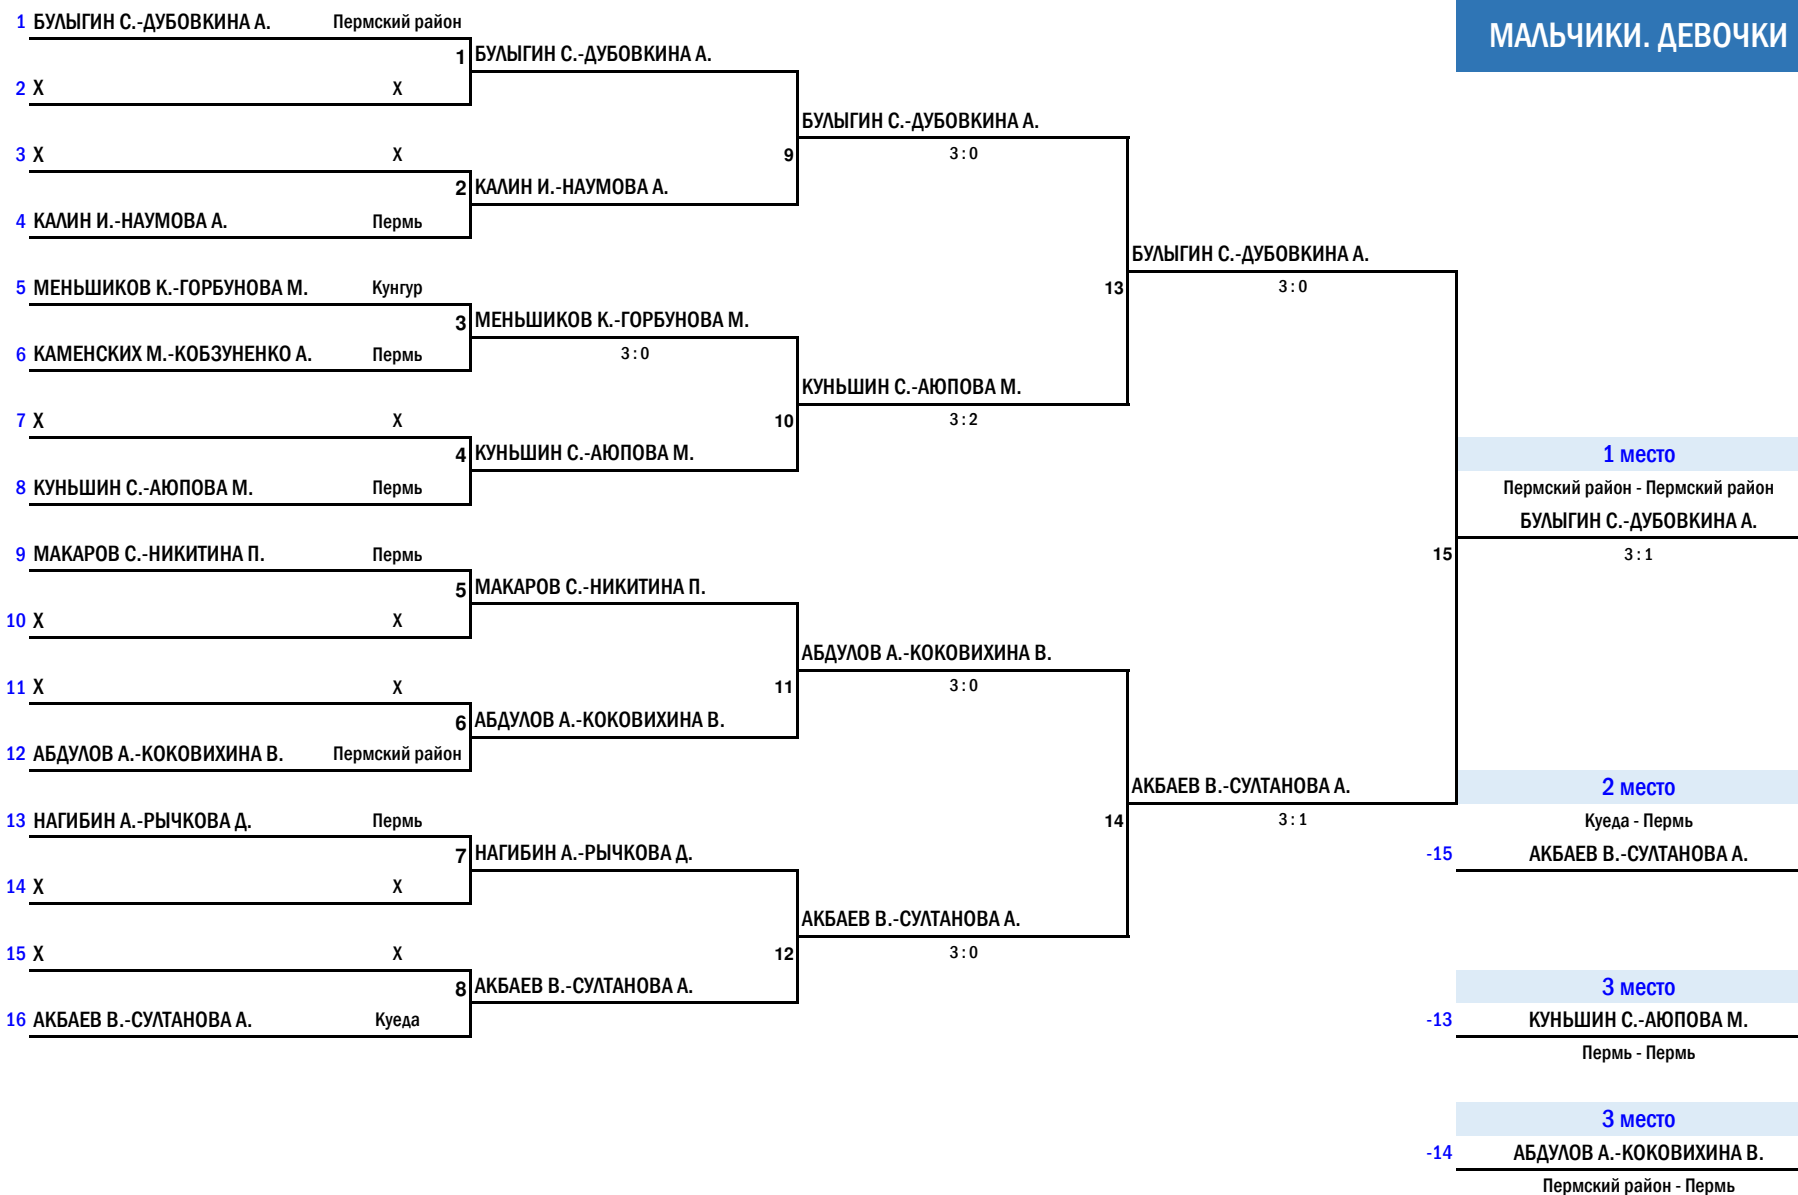 МАЛЬЧИКИ. ДЕВОЧКИ
1 БУЛЫГИН С.-ДУБОВКИНА А. Пермский район
1 БУЛЫГИН С.-ДУБОВКИНА А.
2 X X
БУЛЫГИН С.-ДУБОВКИНА А.
3 X X
9 3 : 0
2 КАЛИН И.-НАУМОВА А.
4 КАЛИН И.-НАУМОВА А. Пермь
БУЛЫГИН С.-ДУБОВКИНА А.
5 МЕНЬШИКОВ К.-ГОРБУНОВА М. Кунгур
13 3 : 0
3 МЕНЬШИКОВ К.-ГОРБУНОВА М.
6 КАМЕНСКИХ М.-КОБЗУНЕНКО А. Пермь
3 : 0
КУНЬШИН С.-АЮПОВА М.
7 X X
10 3 : 2
4 КУНЬШИН С.-АЮПОВА М.
1 место
8 КУНЬШИН С.-АЮПОВА М. Пермь
Пермский район - Пермский район
БУЛЫГИН С.-ДУБОВКИНА А.
9 МАКАРОВ С.-НИКИТИНА П. Пермь
15 3 : 1
5 МАКАРОВ С.-НИКИТИНА П.
10 X X
АБДУЛОВ А.-КОКОВИХИНА В.
11 X X
11 3 : 0
6 АБДУЛОВ А.-КОКОВИХИНА В.
12 АБДУЛОВ А.-КОКОВИХИНА В. Пермский район
АКБАЕВ В.-СУЛТАНОВА А.
2 место
13 НАГИБИН А.-РЫЧКОВА Д. Пермь
14 3 : 1
Куеда - Пермь
7 НАГИБИН А.-РЫЧКОВА Д.
-15 АКБАЕВ В.-СУЛТАНОВА А.
14 X X
АКБАЕВ В.-СУЛТАНОВА А.
15 X X
12 3 : 0
8 АКБАЕВ В.-СУЛТАНОВА А.
3 место
16 АКБАЕВ В.-СУЛТАНОВА А. Куеда
-13 КУНЬШИН С.-АЮПОВА М.
Пермь - Пермь
3 место
-14 АБДУЛОВ А.-КОКОВИХИНА В.
Пермский район - Пермь